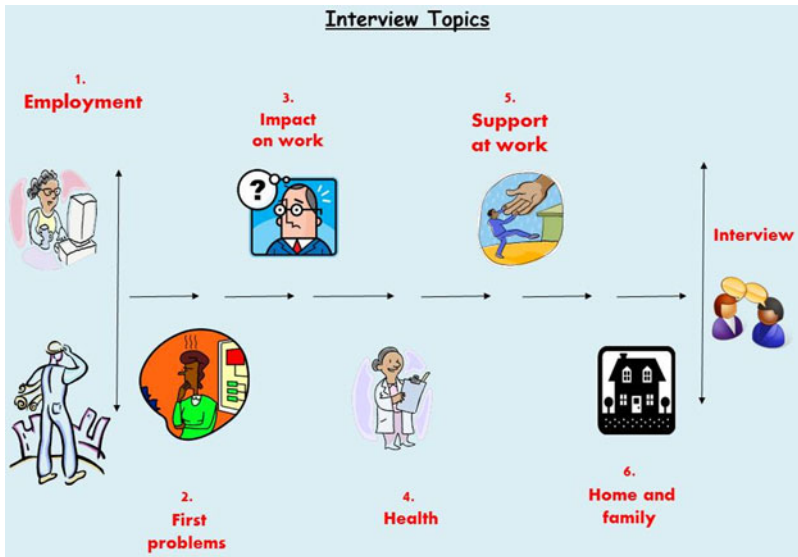 Interview Topics
1.
Employment
2.
First
problems
3.
Impact
on work
?
4.
Health
5.
Support
at work
6.
Home and
family
Interview